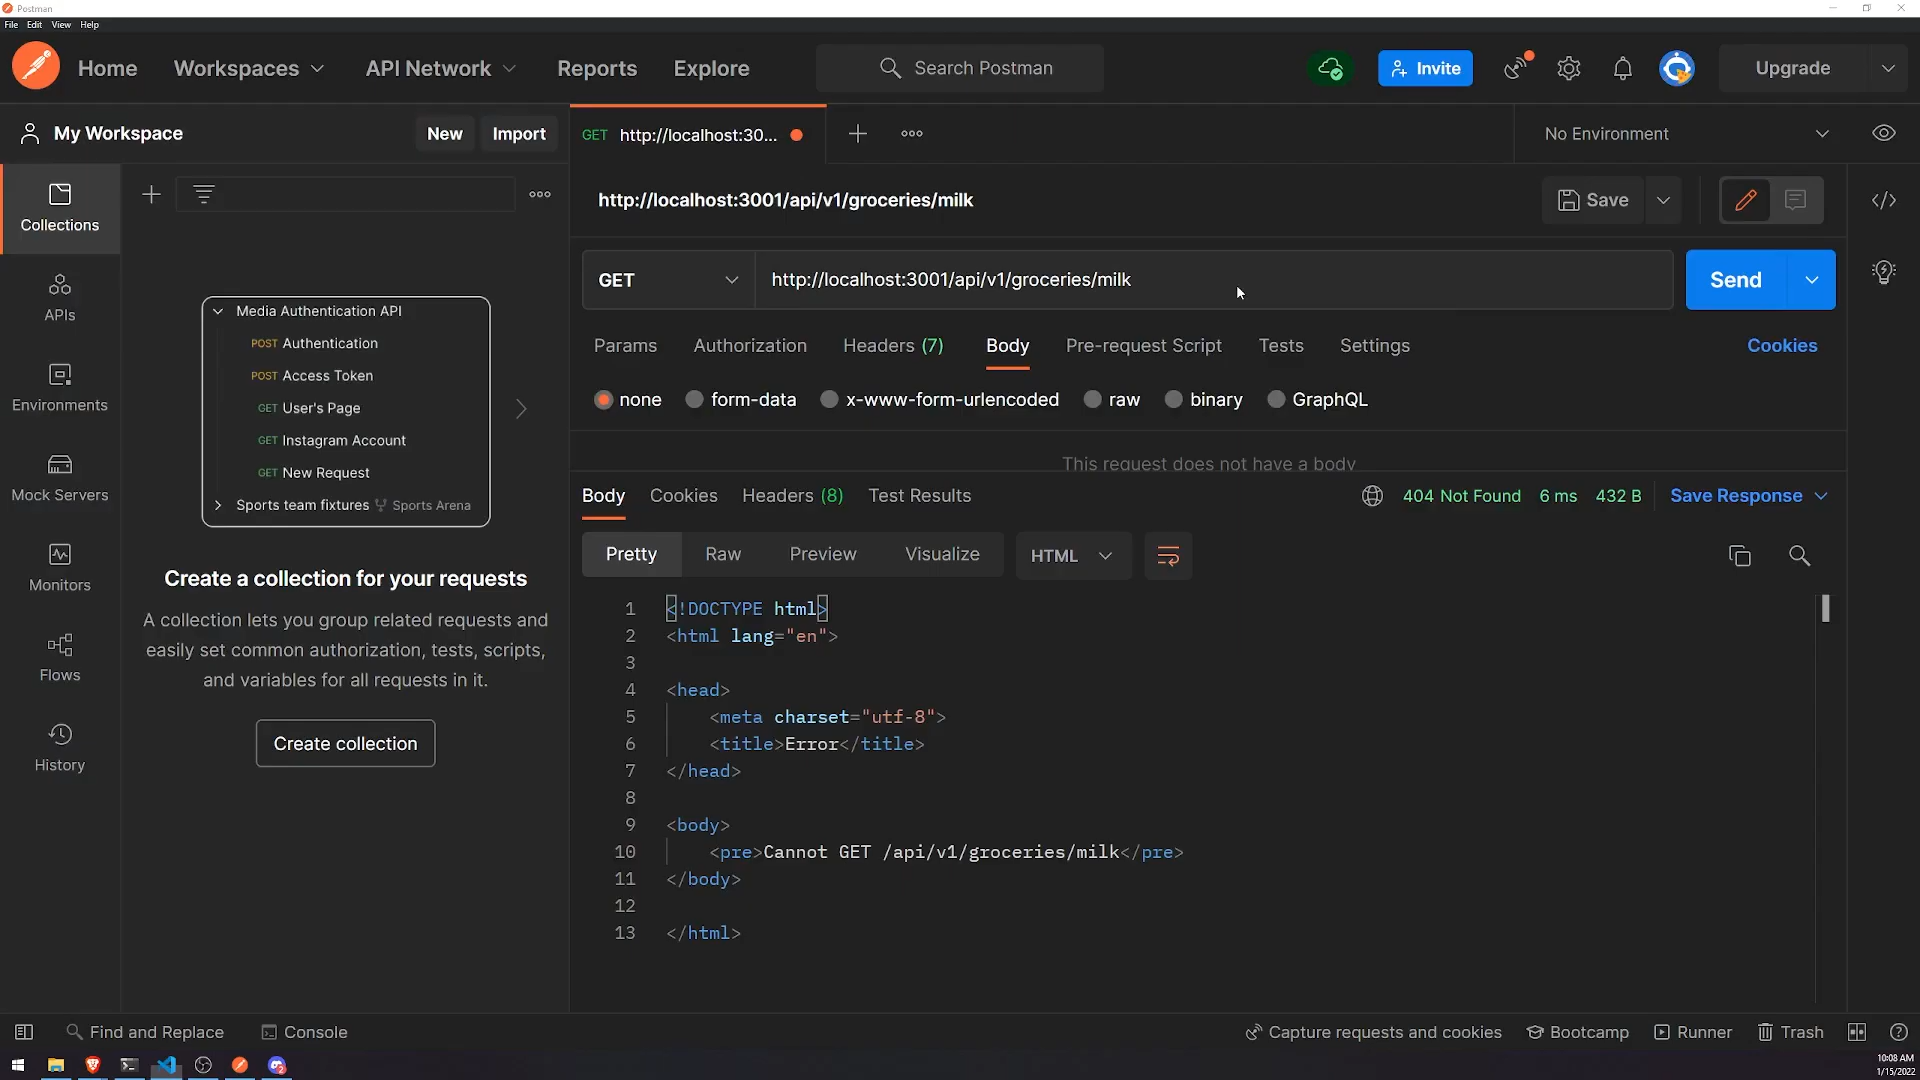 Postman
File Edit View Help
Home Workspaces API Network Reports Explore Search Postman Invite Upgrade
My Workspace New Import GET http://localhost:30... No Environment
http://localhost:3001/api/v1/groceries/milk Save
Collections
GET http://localhost:3001/api/v1/groceries/milk Send
APIs
Params Authorization Headers (7) Body Pre-request Script Tests Settings Cookies
none form-data x-www-form-urlencoded raw binary GraphQL
This request does not have a body
Media Authentication API
POST Authentication
POST Access Token
GET User's Page
GET Instagram Account
GET New Request
Sports team fixtures Sports Arena
Environments
Mock Servers
Monitors
Flows
History
Create a collection for your requests
A collection lets you group related requests and
easily set common authorization, tests, scripts,
and variables for all requests in it.
Create collection
Body Cookies Headers (8) Test Results 404 Not Found 6 ms 432 B Save Response
Pretty Raw Preview Visualize HTML
1 <!DOCTYPE html>
2 <html lang="en">
3
4 <head>
5 <meta charset="utf-8">
6 <title>Error</title>
7 </head>
8
9 <body>
10 <pre>Cannot GET /api/v1/groceries/milk</pre>
11 </body>
12
13 </html>
Find and Replace Console Capture requests and cookies Bootcamp Runner Trash
10:08 AM
1/15/2022